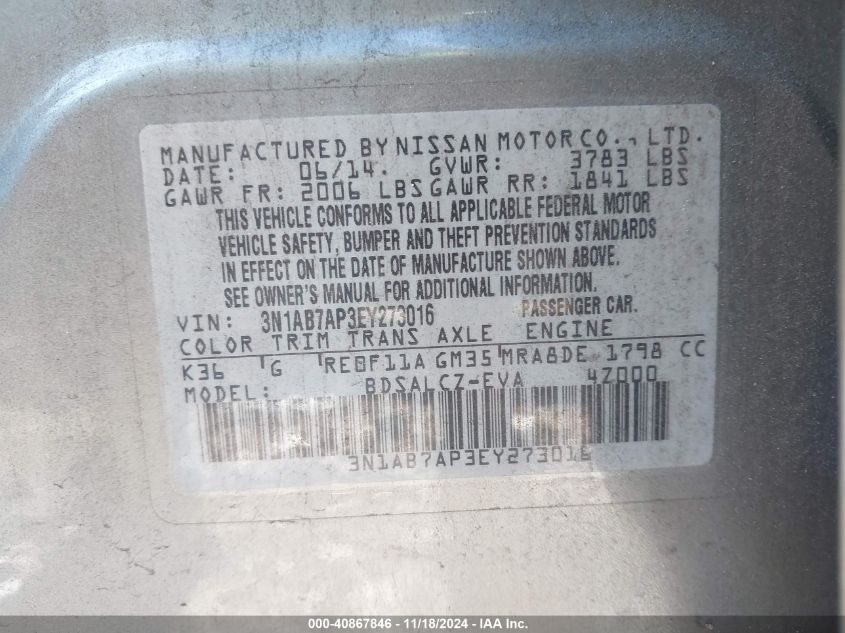 MANUFACTURED BY NISSAN MOTOR CO., LTD.
DATE: 06/14. GVWR: 3783 LBS
GAWR FR: 2006 LBS GAWR RR: 1841 LBS
THIS VEHICLE CONFORMS TO ALL APPLICABLE FEDERAL MOTOR
VEHICLE SAFETY, BUMPER AND THEFT PREVENTION STANDARDS
IN EFFECT ON THE DATE OF MANUFACTURE SHOWN ABOVE.
SEE OWNER'S MANUAL FOR ADDITIONAL INFORMATION.
VIN: 3N1AB7AP3EY273016 PASSENGER CAR.
COLOR TRIM TRANS AXLE ENGINE
K36 G RE0F11A GM35 MRA8DE 1798 CC
MODEL: BDSALCZ-EVA 4Z000
3N1AB7AP3EY273016
000-40867846 - 11/18/2024 - IAA Inc.